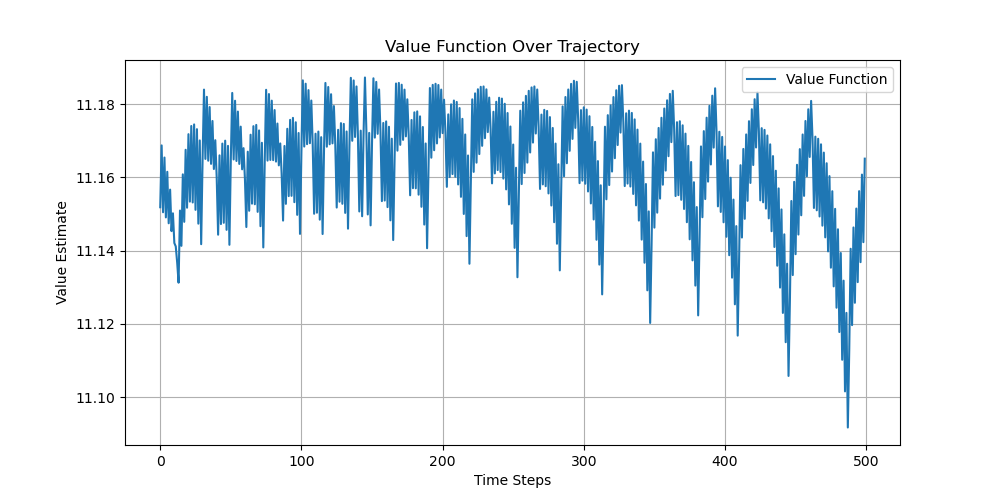 Value Function Over Trajectory
Value Function
Value Estimate
11.18
11.16
11.14
11.12
11.10
0 100 200 300 400 500
Time Steps